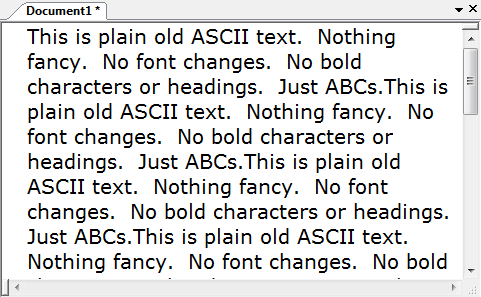 Document1 *
This is plain old ASCII text.  Nothing
fancy.  No font changes.  No bold
characters or headings.  Just ABCs.This is
plain old ASCII text.  Nothing fancy.  No
font changes.  No bold characters or
headings.  Just ABCs.This is plain old
ASCII text.  Nothing fancy.  No font
changes.  No bold characters or headings.
Just ABCs.This is plain old ASCII text.
Nothing fancy.  No font changes.  No bold